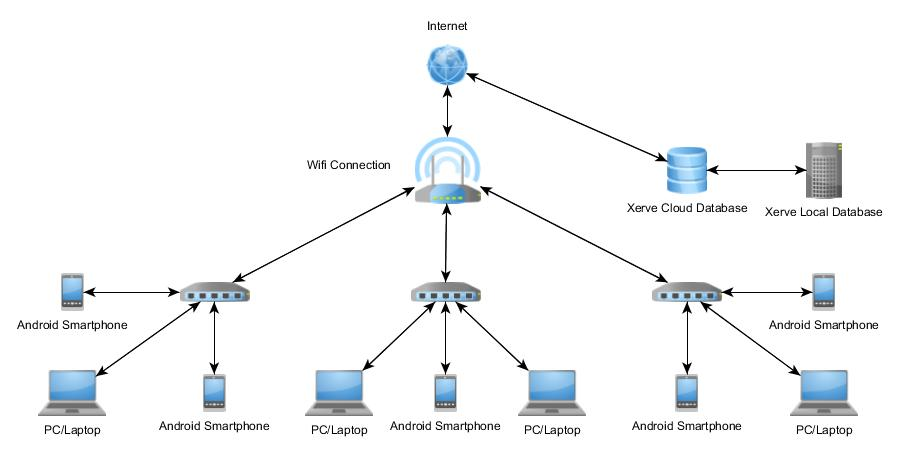 Internet
Wifi Connection
Xerve Cloud Database
Xerve Local Database
Android Smartphone
Android Smartphone
PC/Laptop
Android Smartphone
PC/Laptop
Android Smartphone
PC/Laptop
Android Smartphone
PC/Laptop